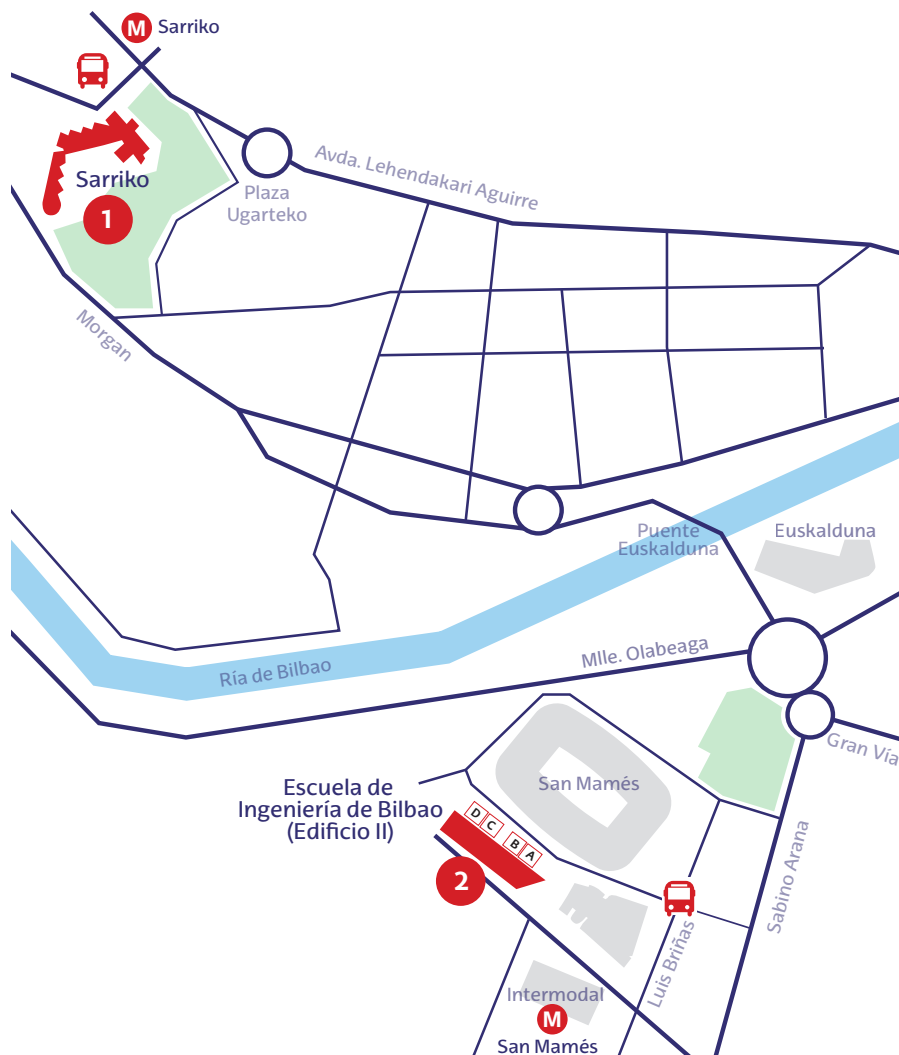 M Sarriko
Avda. Lehendakari Aguirre
Sarriko
1
Plaza
Ugarteko
Morgan
Puente
Euskalduna
Euskalduna
Mlle. Olabeaga
Ría de Bilbao
Gran Vía
San Mamés
Escuela de
Ingeniería de Bilbao
(Edificio II)
D C B A
2
Sabino Arana
Luis Briñas
Intermodal
M
San Mamés